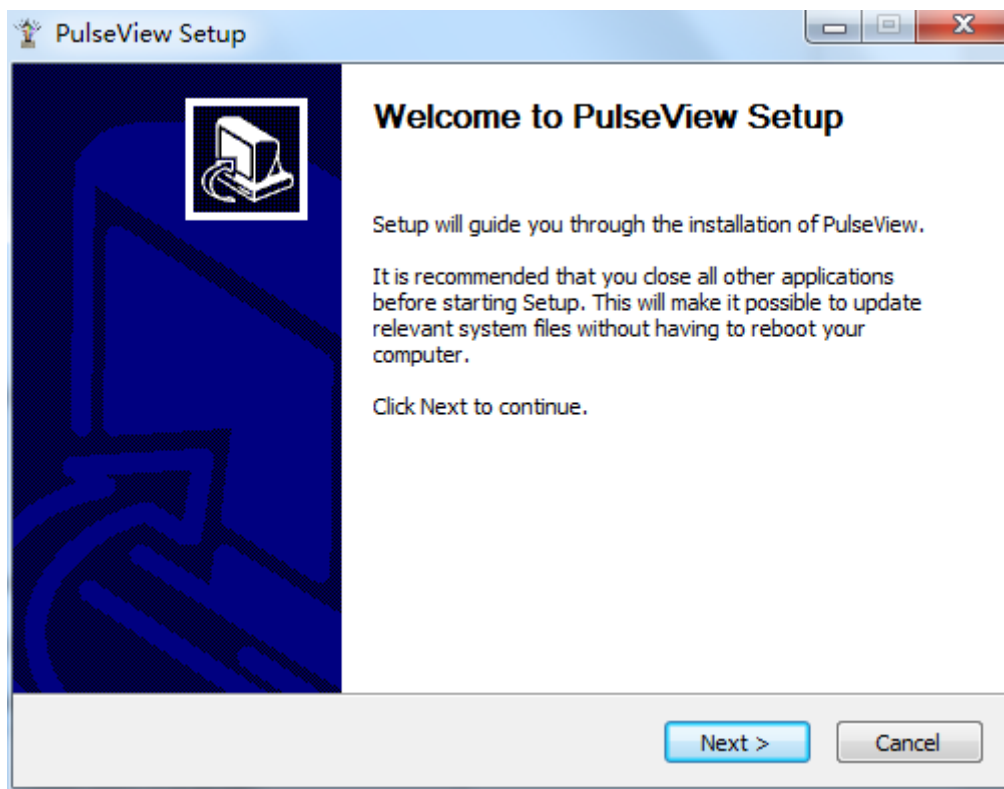 PulseView Setup
Welcome to PulseView Setup
Setup will guide you through the installation of PulseView.
It is recommended that you close all other applications
before starting Setup. This will make it possible to update
relevant system files without having to reboot your
computer.
Click Next to continue.
Next >
Cancel